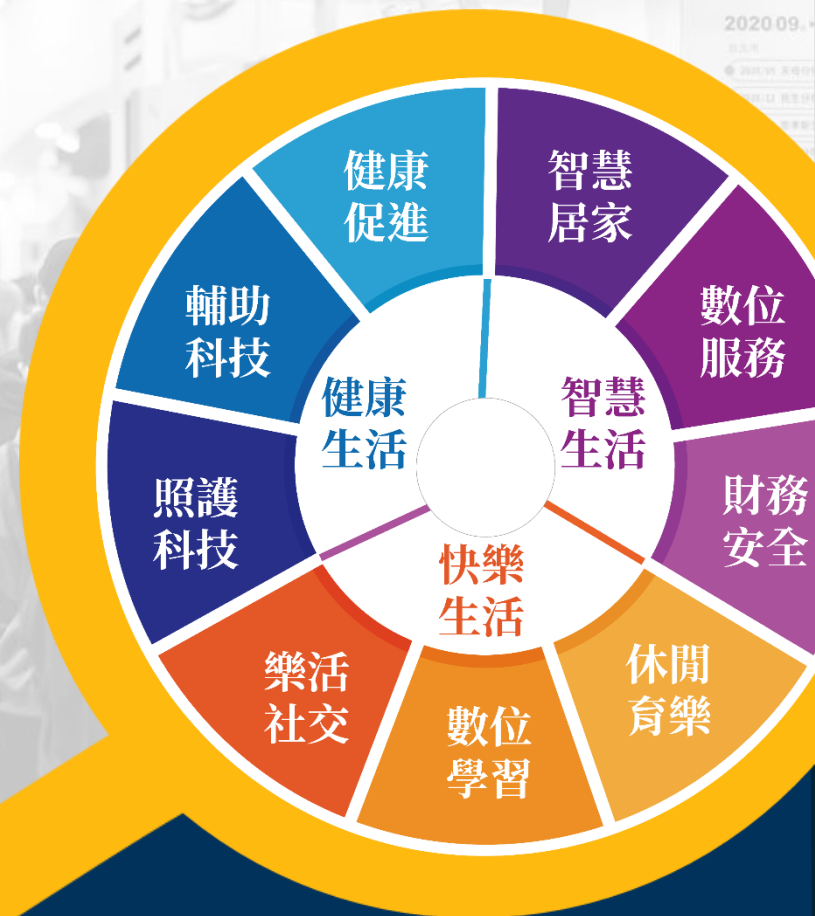 2020 09.
健康
促進
智慧
居家
輔助
科技
數位
服務
健康
生活
智慧
生活
照護
科技
財務
安全
快樂
生活
樂活
社交
休閒
育樂
數位
學習